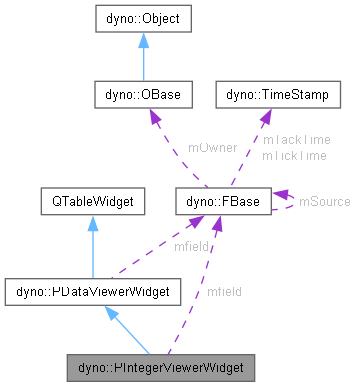 dyno::Object
dyno::OBase
dyno::TimeStamp
mTackTime
mTickTime
mOwner
QTableWidget
dyno::FBase
mSource
mfield
dyno::PDataViewerWidget
mfield
dyno::PIntegerViewerWidget